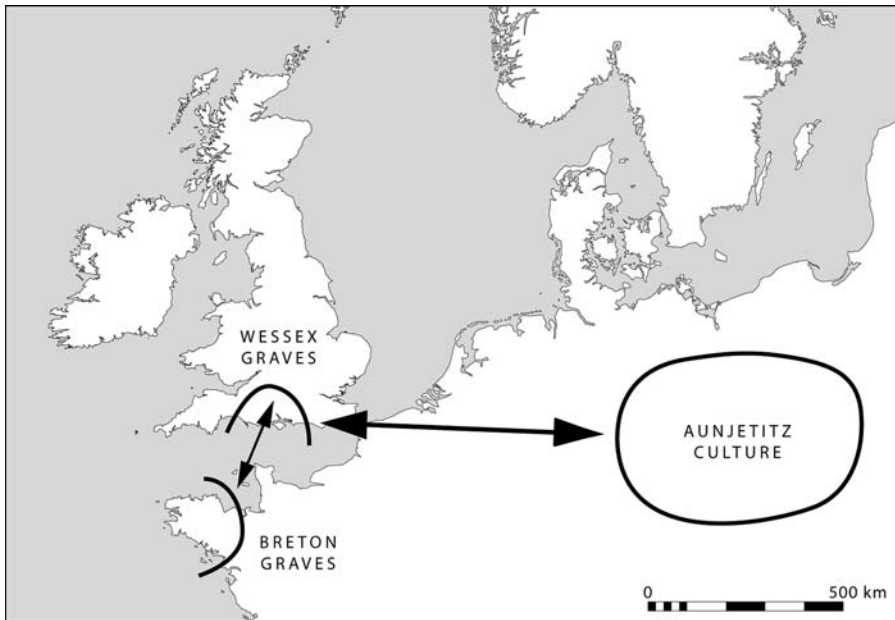 WESSEX
GRAVES
AUNJETITZ
CULTURE
BRETON
GRAVES
0 500 km